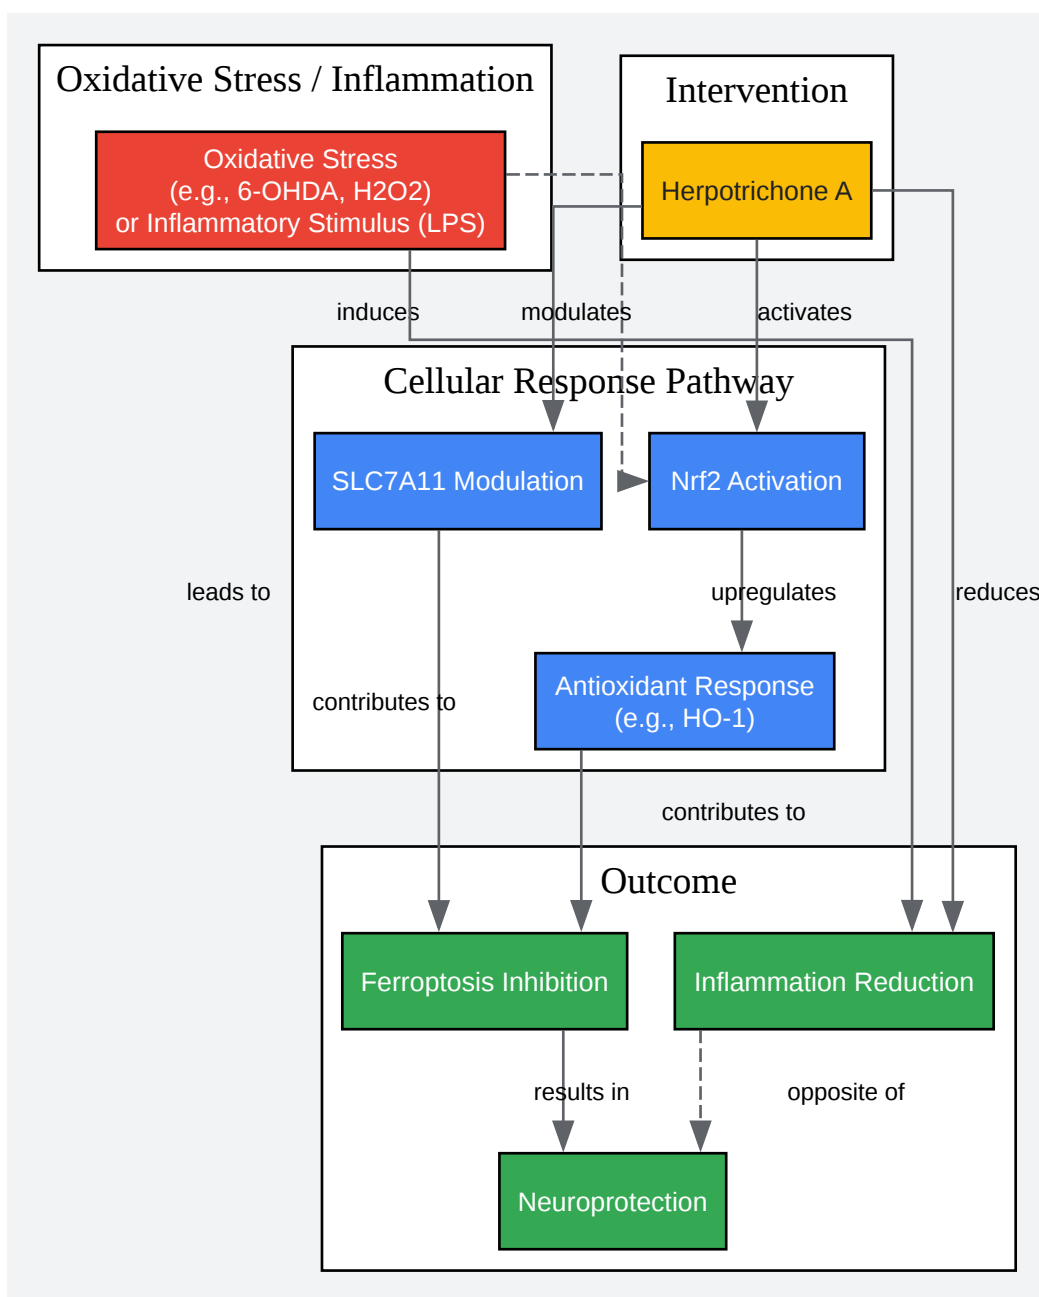 Oxidative Stress / Inflammation
Intervention
Oxidative Stress
(e.g., 6-OHDA, H2O2)
or Inflammatory Stimulus (LPS)
Herpotrichone A
induces
modulates
activates
Cellular Response Pathway
SLC7A11 Modulation
Nrf2 Activation
leads to
upregulates
reduces
Antioxidant Response
(e.g., HO-1)
contributes to
contributes to
Outcome
Ferroptosis Inhibition
Inflammation Reduction
results in
opposite of
Neuroprotection